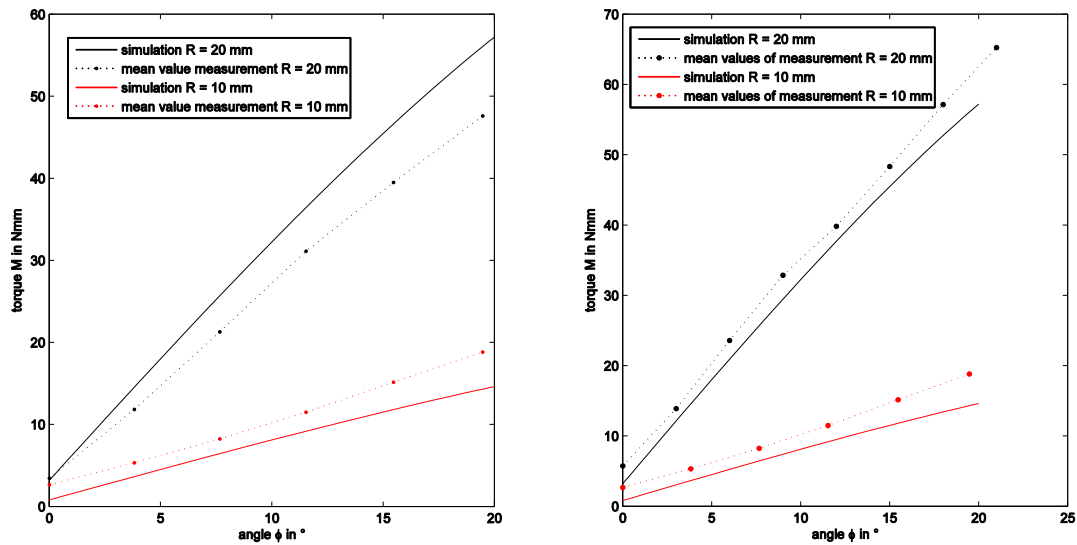 60
50
40
30
20
10
0
torque M in Nmm
simulation R = 20 mm
mean value measurement R = 20 mm
simulation R = 10 mm
mean value measurement R = 10 mm
0 5 10 15 20
angle ϕ in °
70
60
50
40
30
20
10
0
torque M in Nmm
simulation R = 20 mm
mean values of measurement R = 20 mm
simulation R = 10 mm
mean values of measurement R = 10 mm
0 5 10 15 20 25
angle ϕ in °